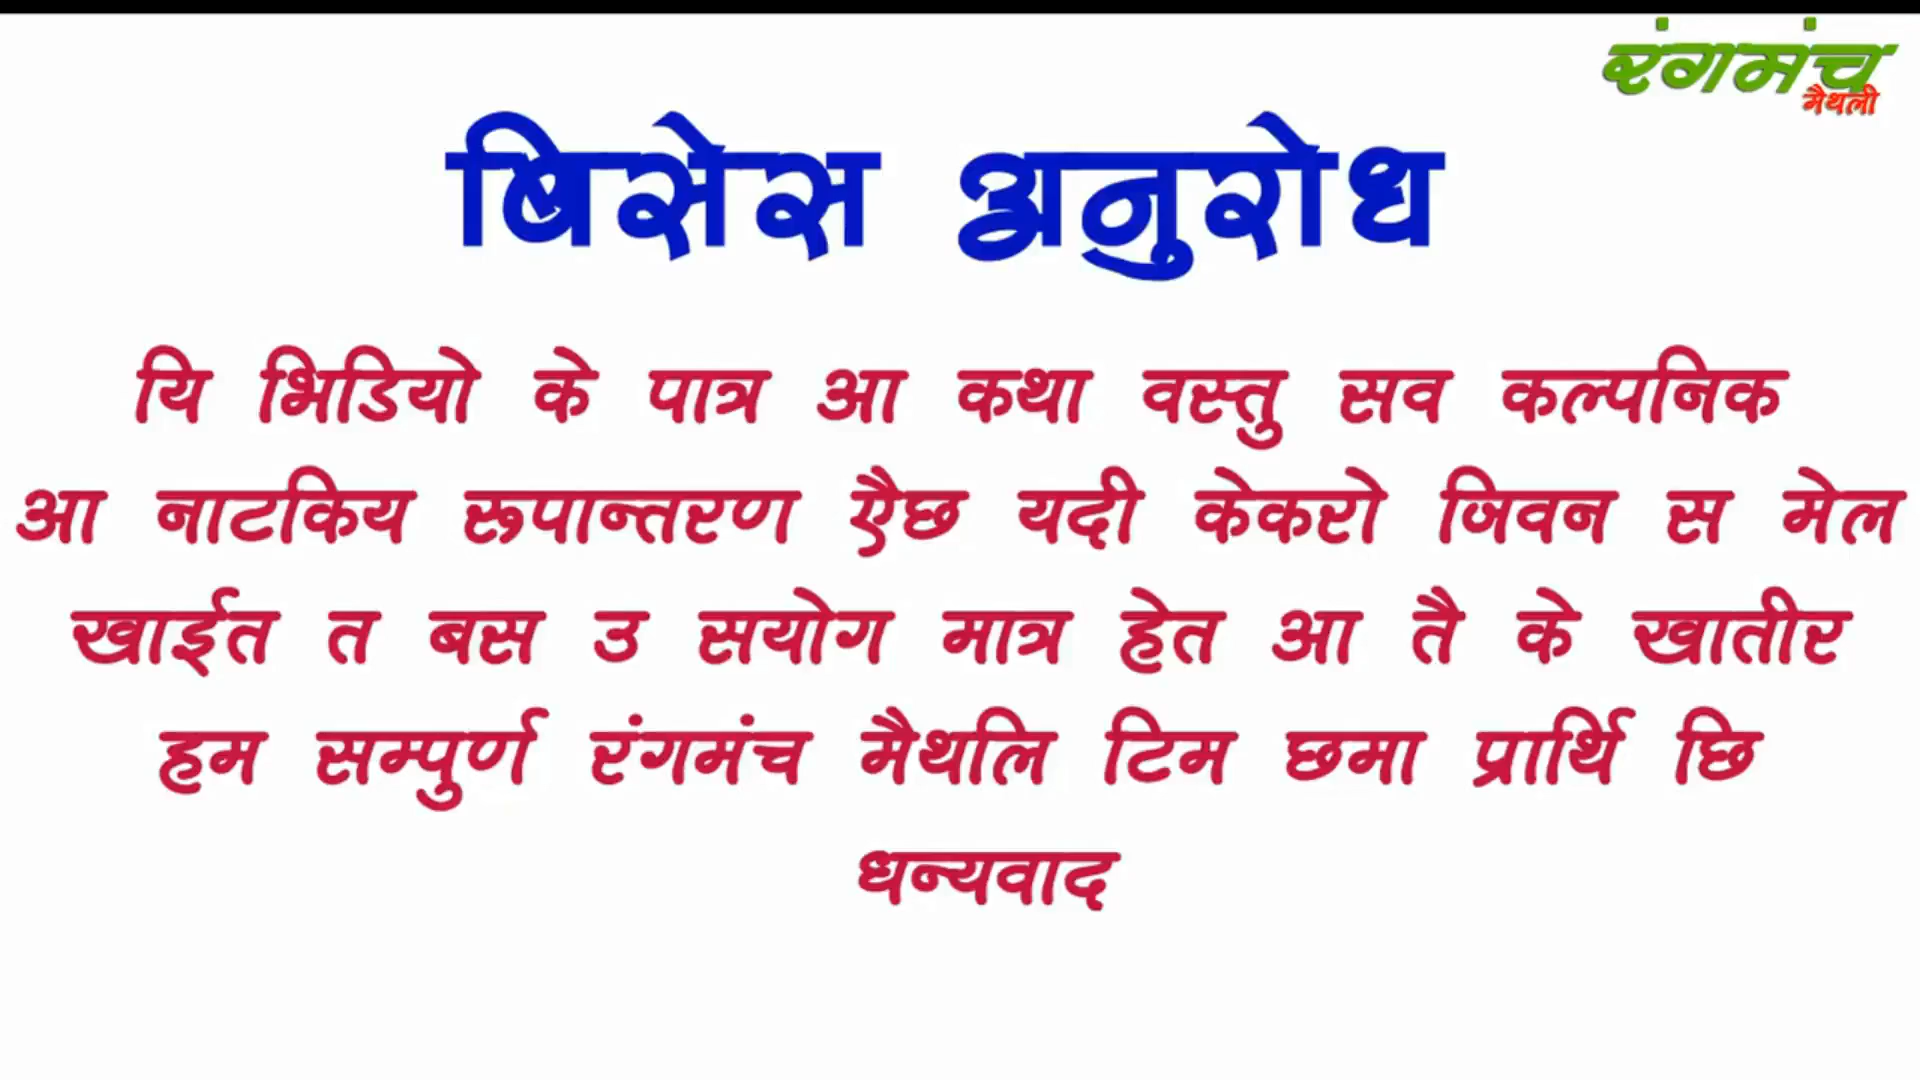 रंगमंच
मैथली
बिसेस अनुरोध
यि भिडियो के पात्र आ कथा वस्तु सव कल्पनिक
आ नाटकिय रूपान्तरण एैछ यदी केकरो जिवन स मेल
खाईत त बस उ सयोग मात्र हेत आ तै के खातीर
हम सम्पुर्ण रंगमंच मैथलि टिम छमा प्रार्थि छि
धन्यवाद